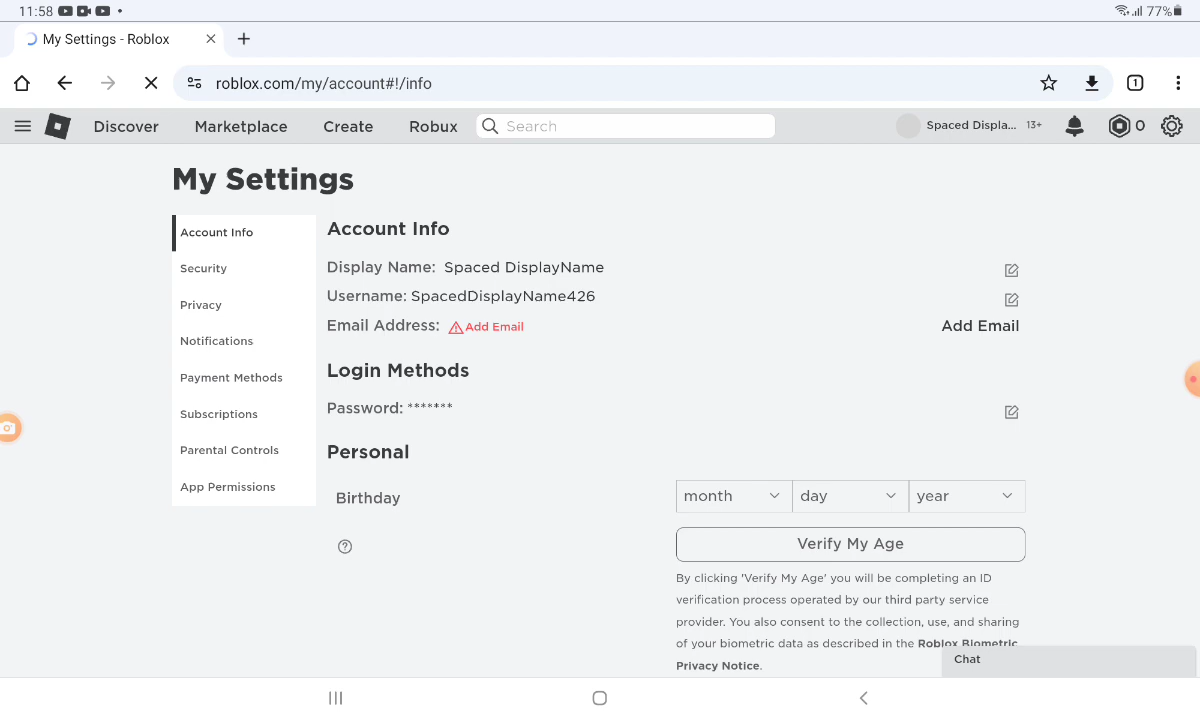 11:58
77%
My Settings - Roblox
roblox.com/my/account#!/info
1
Discover
Marketplace
Create
Robux
Search
Spaced Displa... 13+
0
My Settings
Account Info
Security
Privacy
Notifications
Payment Methods
Subscriptions
Parental Controls
App Permissions
Account Info
Display Name: Spaced DisplayName
Username: SpacedDisplayName426
Email Address: Add Email
Add Email
Login Methods
Password: *******
Personal
Birthday
month
day
year
Verify My Age
By clicking 'Verify My Age' you will be completing an ID
verification process operated by our third party service
provider. You also consent to the collection, use, and sharing
of your biometric data as described in the Roblox Biometric
Privacy Notice.
Chat